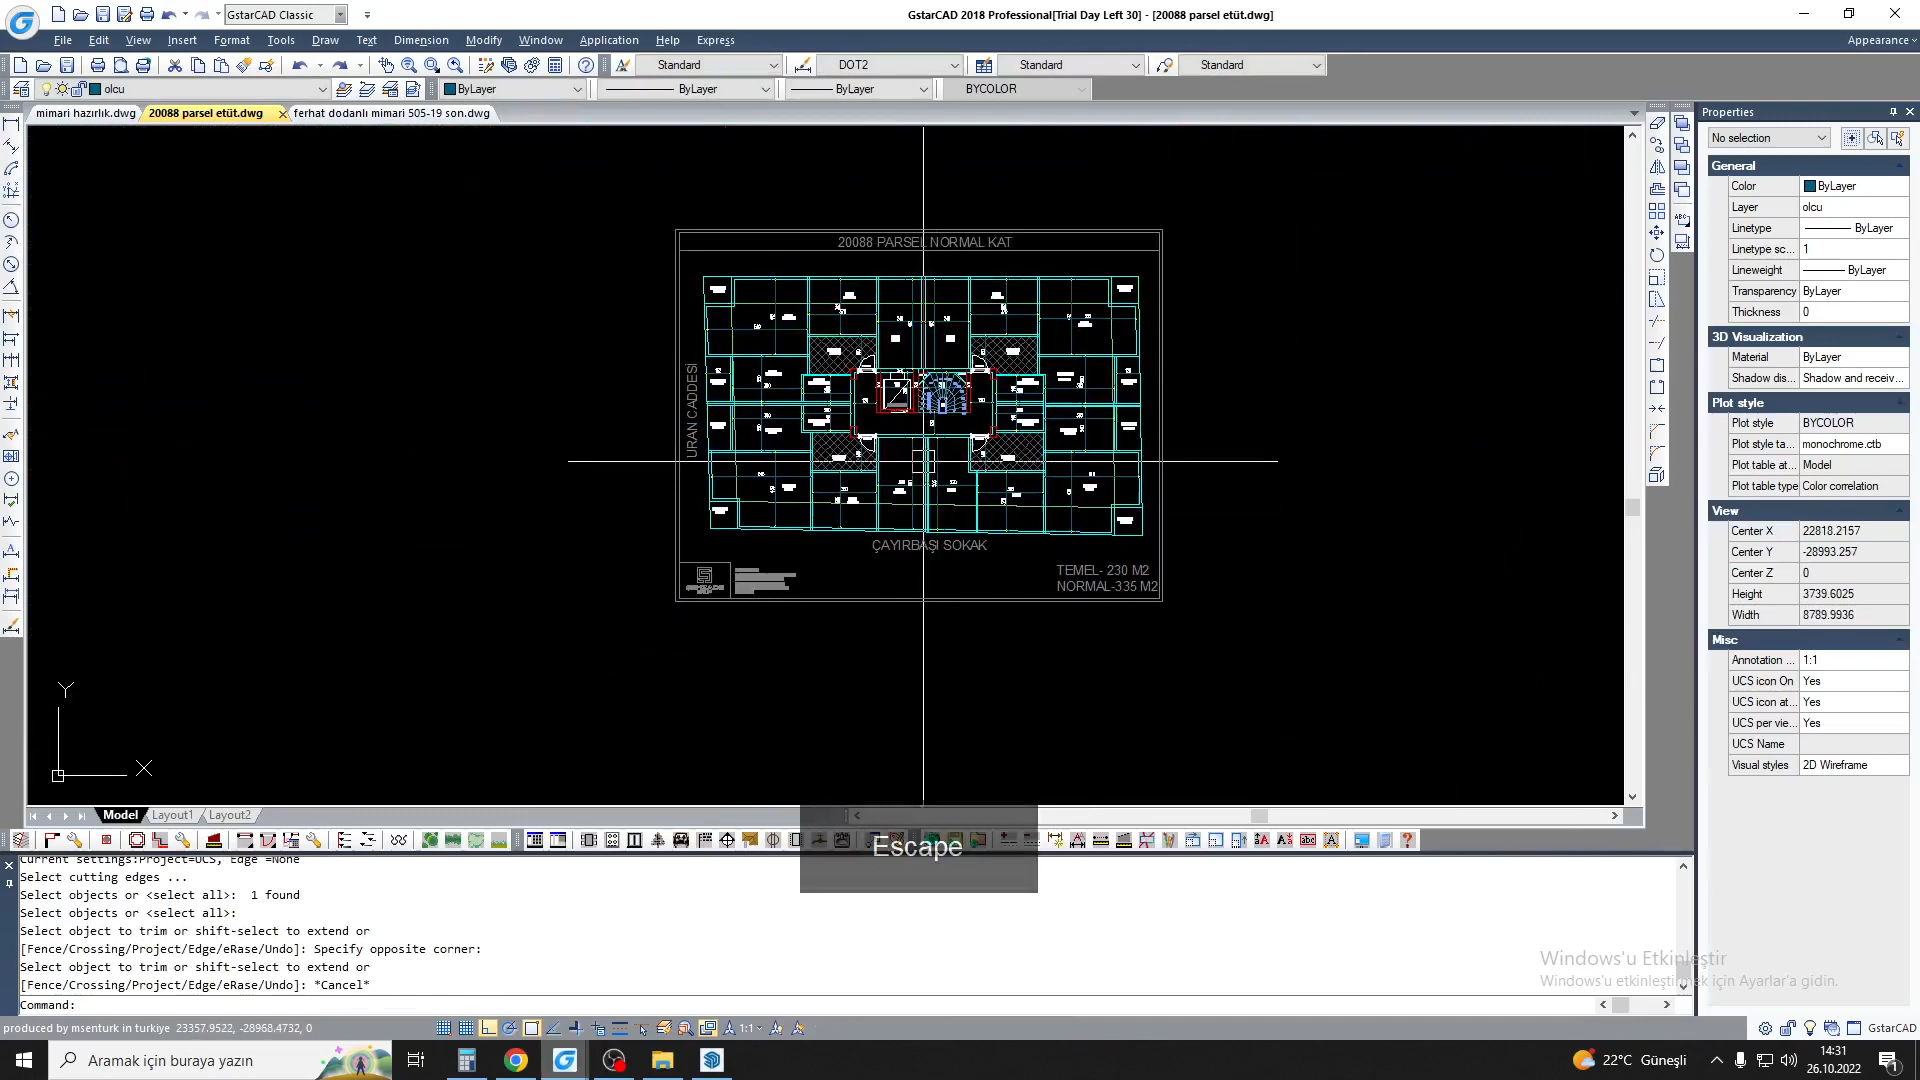 GstarCAD Classic
GstarCAD 2018 Professional[Trial Day Left 30] - [20088 parsel etüt.dwg]
File Edit View Insert Format Tools Draw Text Dimension Modify Window Application Help Express
Appearance
Standard DOT2 Standard Standard
olcu ByLayer ByLayer ByLayer BYCOLOR
mimari hazırlık.dwg 20088 parsel etüt.dwg ferhat dodanlı mimari 505-19 son.dwg
Properties
No selection
General
Color ByLayer
Layer olcu
Linetype ByLayer
Linetype sc... 1
Lineweight ByLayer
Transparency ByLayer
Thickness 0
3D Visualization
Material ByLayer
Shadow dis... Shadow and receiv...
Plot style
Plot style BYCOLOR
Plot style ta... monochrome.ctb
Plot table at... Model
Plot table type Color correlation
View
Center X 22818.2157
Center Y -28993.257
Center Z 0
Height 3739.6025
Width 8789.9936
Misc
Annotation ... 1:1
UCS icon On Yes
UCS icon at... Yes
UCS per vie... Yes
UCS Name
Visual styles 2D Wireframe
20088 PARSEL NORMAL KAT
URAN CADDESİ
ÇAYIRBAŞI SOKAK
TEMEL- 230 M2
NORMAL-335 M2
Y
X
Model Layout1 Layout2
Escape
Current settings:Project=UCS, Edge =None
Select cutting edges ...
Select objects or <select all>: 1 found
Select objects or <select all>:
Select object to trim or shift-select to extend or
[Fence/Crossing/Project/Edge/eRase/Undo]: Specify opposite corner:
Select object to trim or shift-select to extend or
[Fence/Crossing/Project/Edge/eRase/Undo]: *Cancel*
Command:
Windows'u Etkinleştir
Windows'u etkinleştirmek için Ayarlar'a gidin.
produced by msenturk in turkiye 23357.9522, -28968.4732, 0
1:1
GstarCAD
Aramak için buraya yazın
22°C Güneşli
14:31
26.10.2022
1